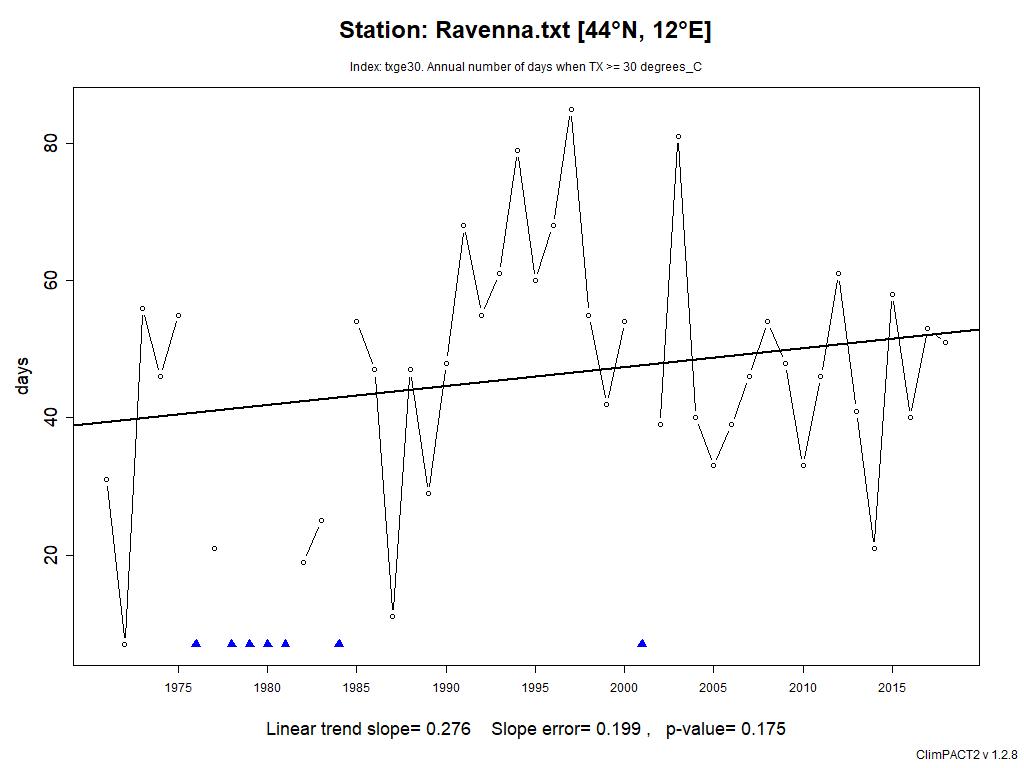 Station: Ravenna.txt [44°N, 12°E]
Index: txge30. Annual number of days when TX >= 30 degrees_C
80
60
40
20
days
1975 1980 1985 1990 1995 2000 2005 2010 2015
Linear trend slope= 0.276 Slope error= 0.199 , p-value= 0.175
ClimPACT2 v 1.2.8